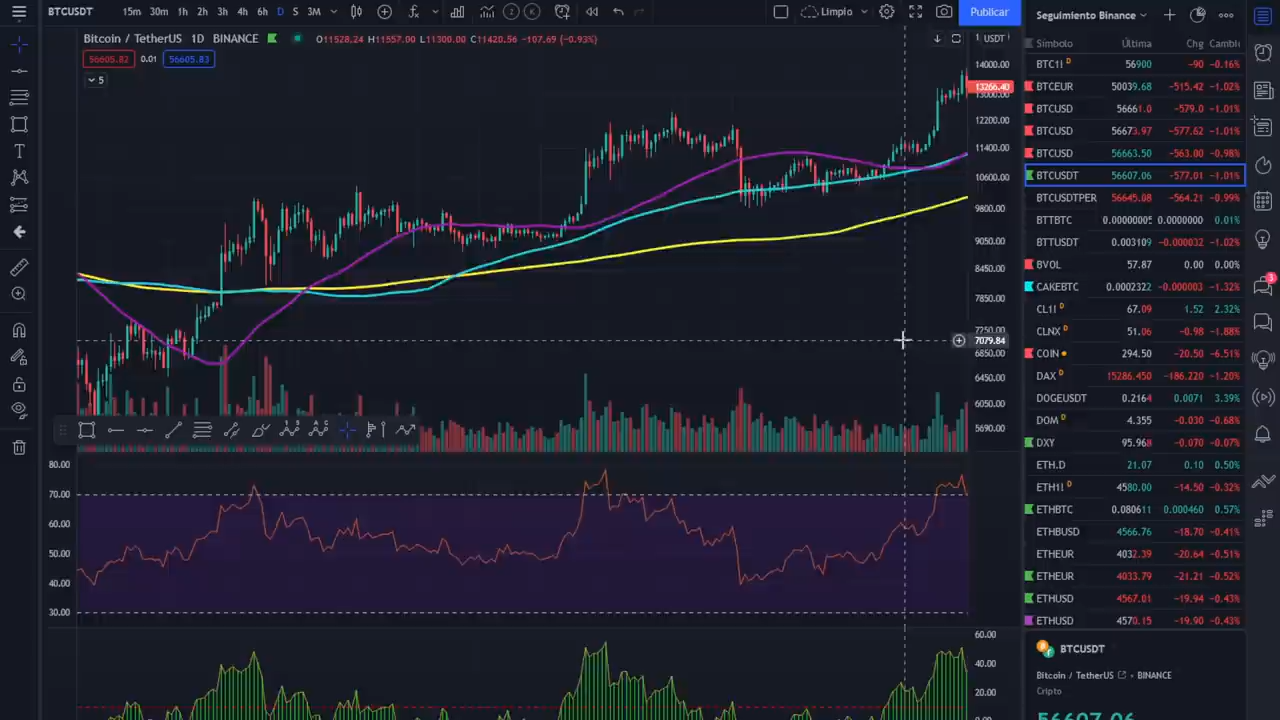 BTCUSDT 15m 30m 1h 2h 3h 4h 6h D S 3M Limpio Publicar
Bitcoin / TetherUS 1D BINANCE O11528.24 H11557.00 L11300.00 C11420.56 −107.69 (−0.93%)
56605.82 0.01 56605.83
5
USDT
14000.00
13266.40
13000.00
12200.00
11400.00
10600.00
9800.00
9050.00
8450.00
7850.00
7250.00
7079.84
6850.00
6450.00
6050.00
5690.00
80.00
70.00
60.00
50.00
40.00
30.00
60.00
40.00
20.00
Seguimiento Binance
Símbolo Última Chg Cambi
BTC1! D 56900 −90 −0.16%
BTCEUR 50039.68 −515.42 −1.02%
BTCUSD 56661.0 −579.0 −1.01%
BTCUSD 56673.97 −577.62 −1.01%
BTCUSD 56663.50 −563.00 −0.98%
BTCUSDT 56607.06 −577.01 −1.01%
BTCUSDTPER 56645.08 −564.21 −0.99%
BTTBTC 0.00000005 0.0000000 0.01%
BTTUSDT 0.003109 −0.000032 −1.02%
BVOL 57.87 0.00 0.00%
CAKEBTC 0.0002322 −0.000003 −1.32%
CL1! D 67.09 1.52 2.32%
CLNX D 51.06 −0.98 −1.88%
COIN 294.50 −20.50 −6.51%
DAX D 15286.450 −186.220 −1.20%
DOGEUSDT 0.2164 0.0071 3.39%
DOM D 4.355 −0.030 −0.68%
DXY 95.968 −0.070 −0.07%
ETH.D 21.07 0.10 0.50%
ETH1! D 4580.00 −14.50 −0.32%
ETHBTC 0.080611 0.000460 0.57%
ETHBUSD 4566.76 −18.70 −0.41%
ETHEUR 4032.39 −20.64 −0.51%
ETHEUR 4033.79 −21.21 −0.52%
ETHUSD 4567.01 −19.94 −0.43%
ETHUSD 4570.15 −19.90 −0.43%
3
BTCUSDT
Bitcoin / TetherUS • BINANCE
Cripto
56607.06